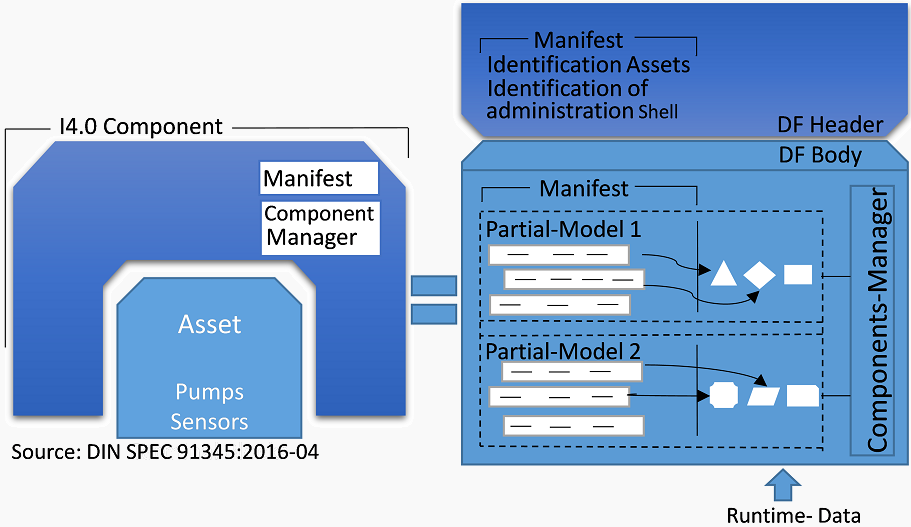 I4.0 Component
Manifest
Component
Manager
Asset
Pumps
Sensors
Source: DIN SPEC 91345:2016-04
Manifest
Identification Assets
Identification of
administration Shell
DF Header
DF Body
Manifest
Partial-Model 1
Partial-Model 2
Components-Manager
Runtime- Data